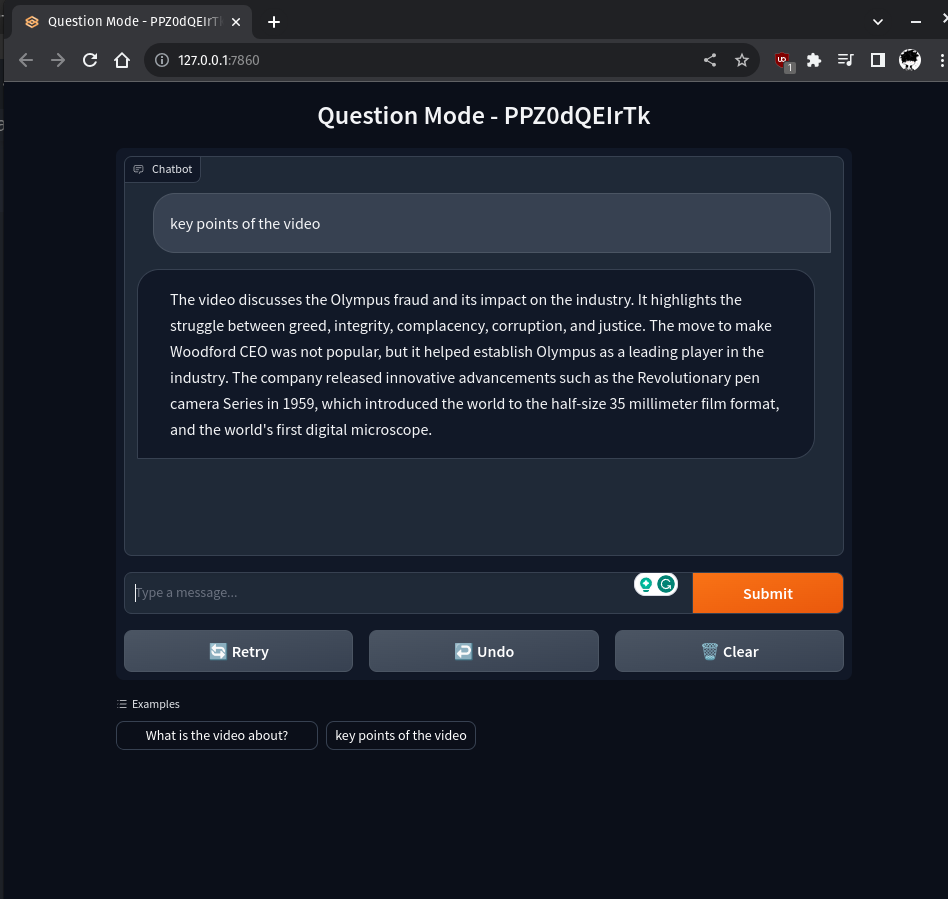 Question Mode - PPZ0dQEIrT
127.0.0.1:7860
UD
1
Question Mode - PPZ0dQEIrTk
Chatbot
key points of the video
The video discusses the Olympus fraud and its impact on the industry. It highlights the
struggle between greed, integrity, complacency, corruption, and justice. The move to make
Woodford CEO was not popular, but it helped establish Olympus as a leading player in the
industry. The company released innovative advancements such as the Revolutionary pen
camera Series in 1959, which introduced the world to the half-size 35 millimeter film format,
and the world's first digital microscope.
Type a message...
Submit
Retry
Undo
Clear
Examples
What is the video about?
key points of the video